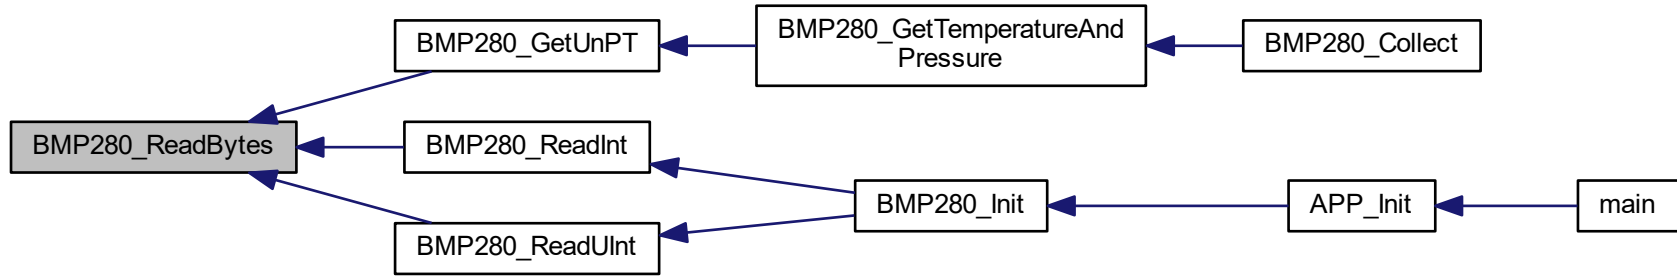 BMP280_GetUnPT
BMP280_GetTemperatureAnd
Pressure
BMP280_Collect
BMP280_ReadBytes
BMP280_ReadInt
BMP280_Init
APP_Init
main
BMP280_ReadUInt